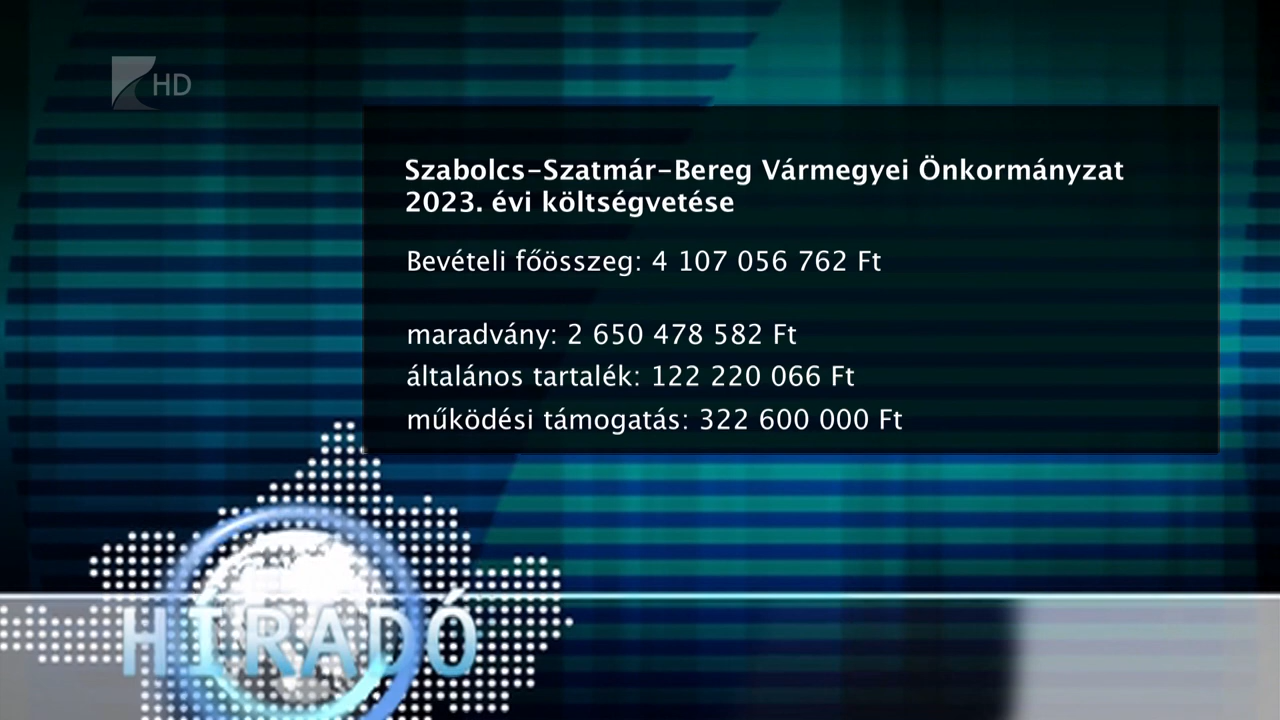 HD
Szabolcs-Szatmár-Bereg Vármegyei Önkormányzat
2023. évi költségvetése
Bevételi főösszeg: 4 107 056 762 Ft
maradvány: 2 650 478 582 Ft
általános tartalék: 122 220 066 Ft
működési támogatás: 322 600 000 Ft
HIRADÓ